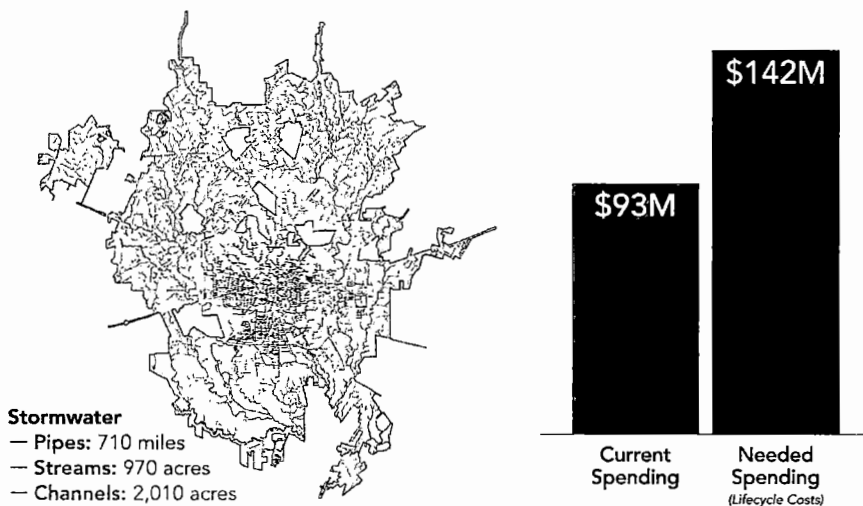 $142M
$93M
Stormwater
— Pipes: 710 miles
— Streams: 970 acres
— Channels: 2,010 acres
Current
Spending
Needed
Spending
(Lifecycle Costs)